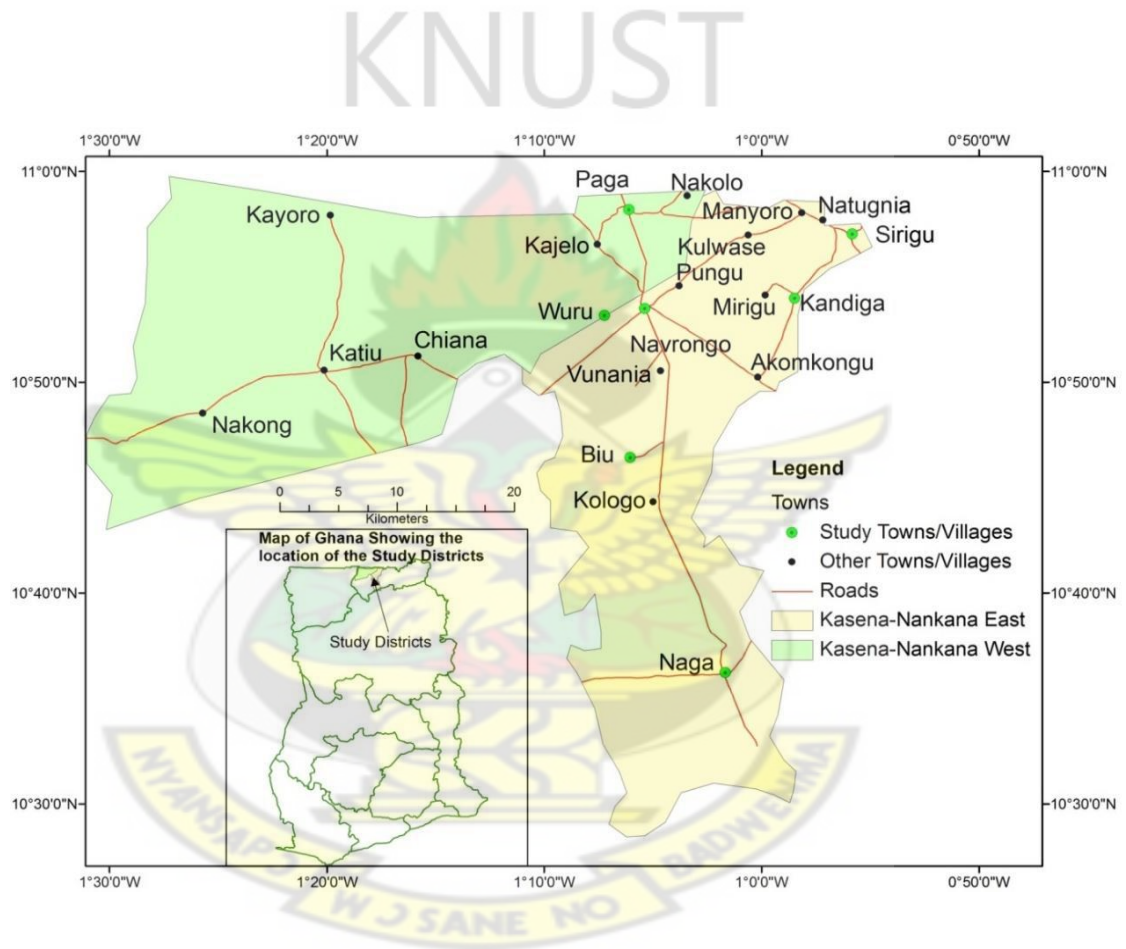 KNUST
1°30'0"W 1°20'0"W 1°10'0"W 1°0'0"W 0°50'0"W
11°0'0"N 11°0'0"N
Paga
Nakolo
Kayoro
Manyoro
Natugnia
Kajelo
Kulwase
Sirigu
Pungu
Wuru
Mirigu
Kandiga
Navrongo
Katiu
Chiana
Vunania
Akomkongu
10°50'0"N 10°50'0"N
Nakong
Biu
Kologo
0 5 10 20
Kilometers
Legend
Towns
Study Towns/Villages
Other Towns/Villages
Roads
Kasena-Nankana East
Kasena-Nankana West
Map of Ghana Showing the
location of the Study Districts
Study Districts
10°40'0"N 10°40'0"N
Naga
10°30'0"N 10°30'0"N
1°30'0"W 1°20'0"W 1°10'0"W 1°0'0"W 0°50'0"W
W J SANE NO
BADWENMA